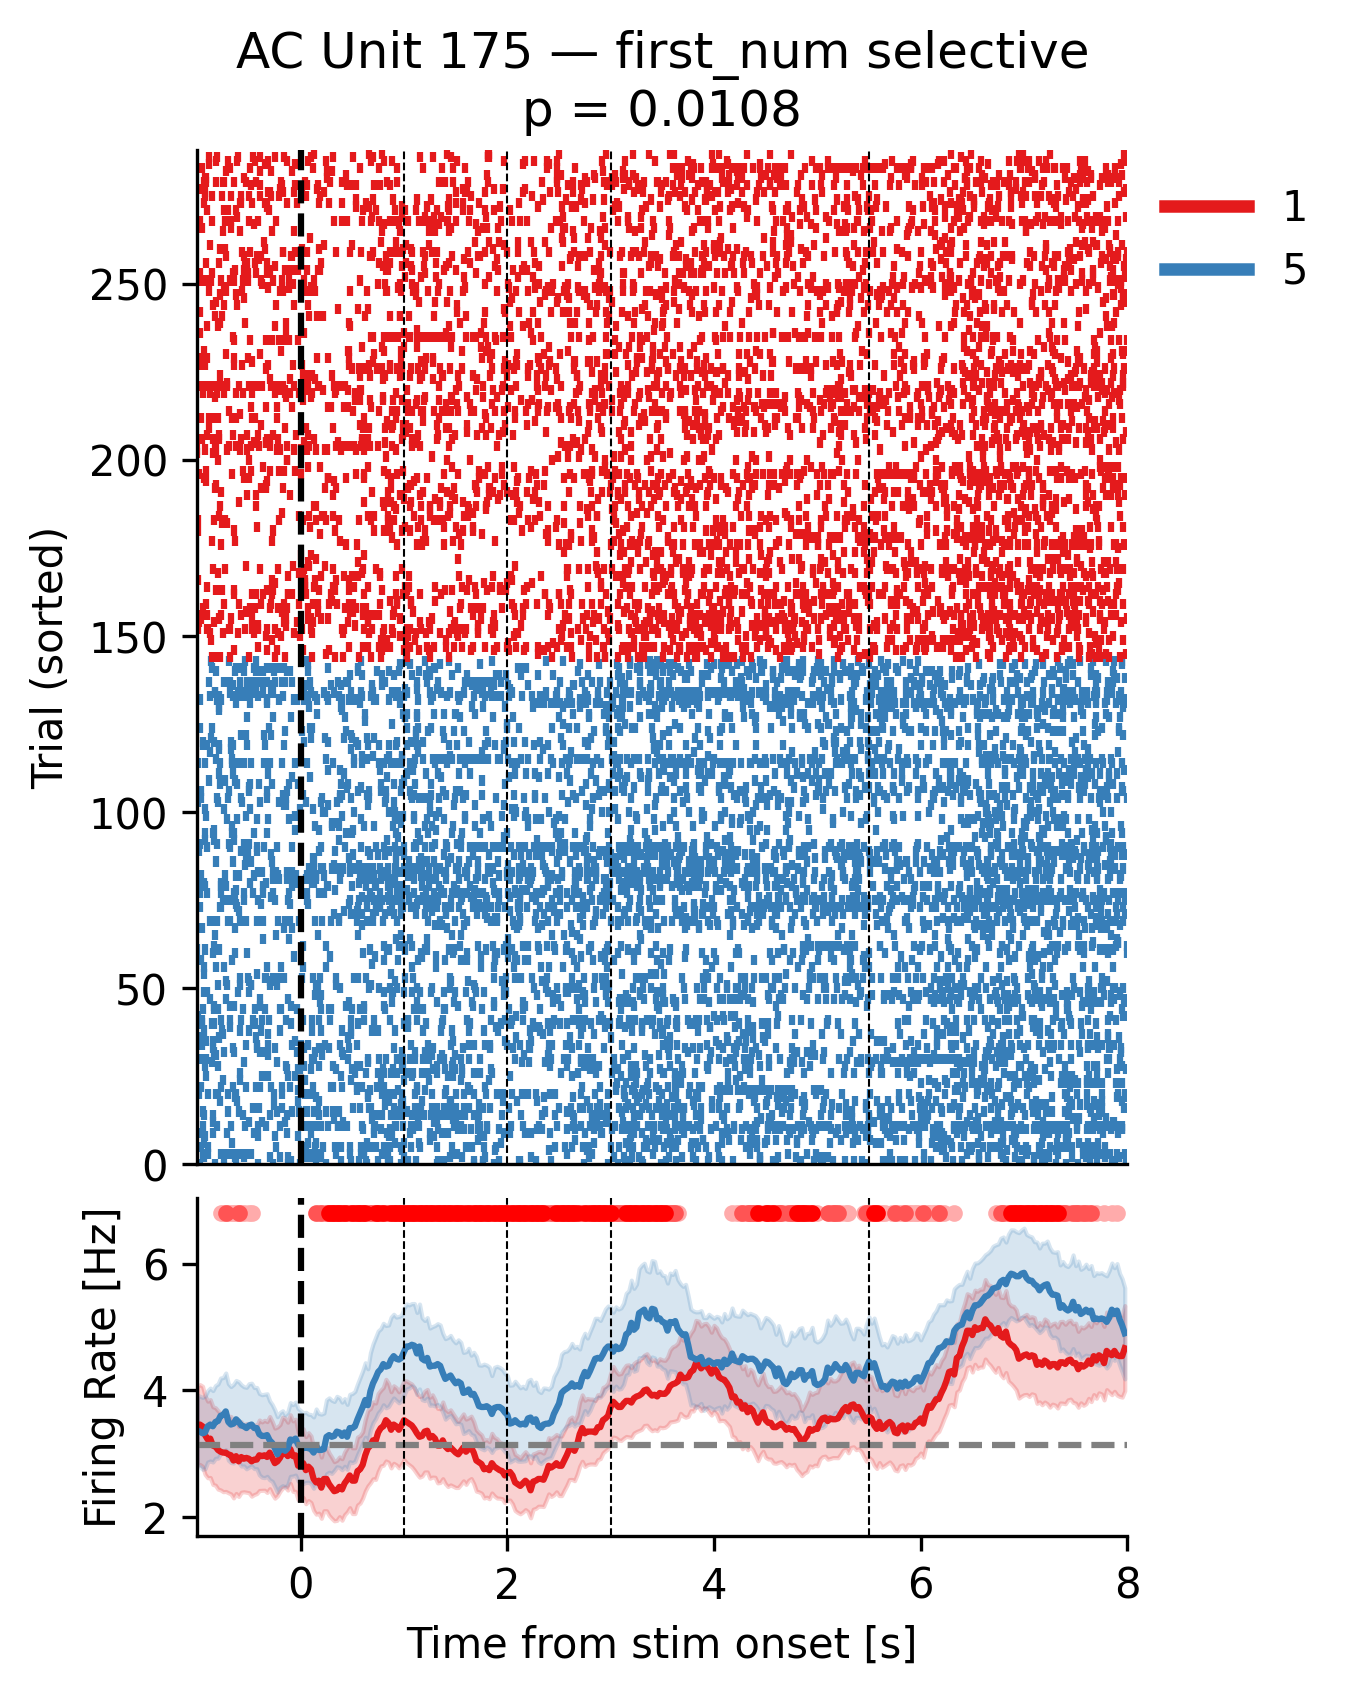 AC Unit 175 — first_num selective
p = 0.0108
1
5
250
200
150
100
50
0
Trial (sorted)
6
4
2
Firing Rate [Hz]
0 2 4 6 8
Time from stim onset [s]